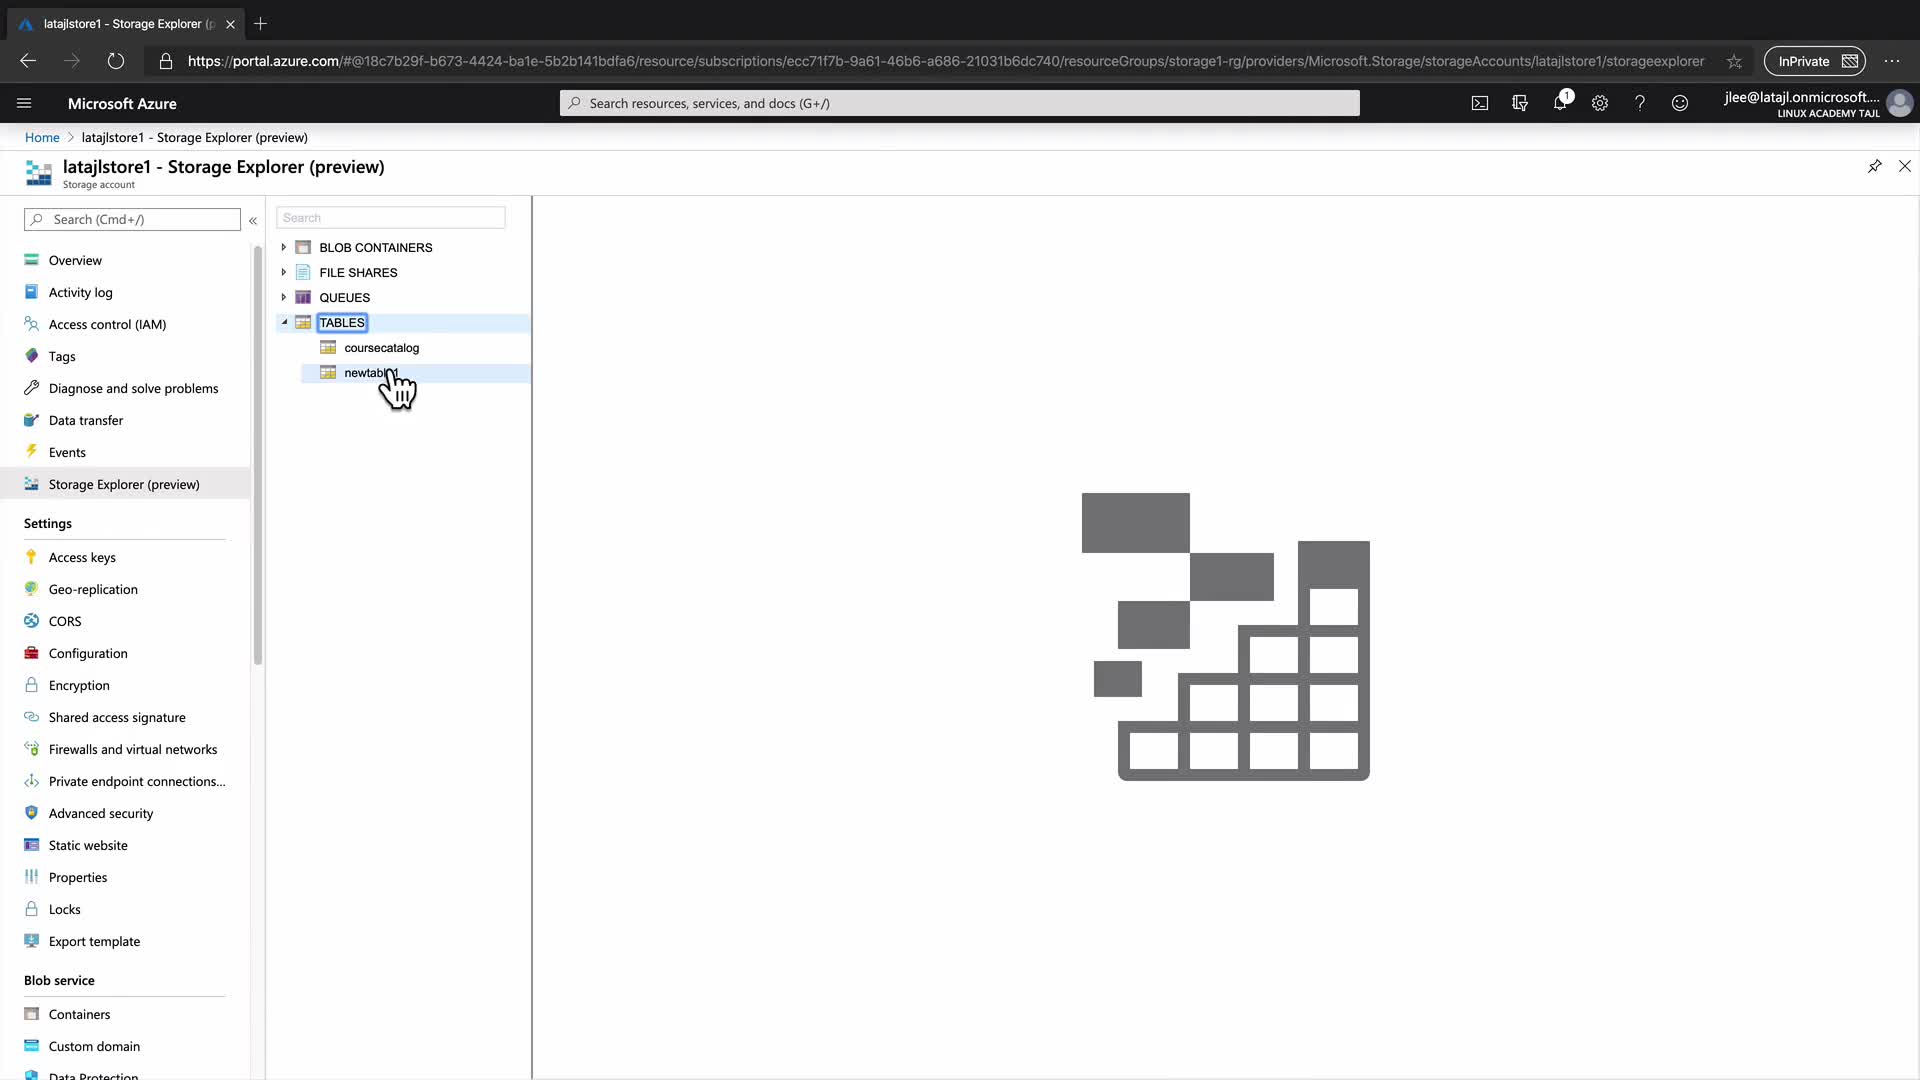 latajlstore1 - Storage Explorer (p
https://portal.azure.com/#@18c7b29f-b673-4424-ba1e-5b2b141bdfa6/resource/subscriptions/ecc71f7b-9a61-46b6-a686-21031b6dc740/resourceGroups/storage1-rg/providers/Microsoft.Storage/storageAccounts/latajlstore1/storageexplorer
InPrivate
Microsoft Azure
Search resources, services, and docs (G+/)
1
jlee@latajl.onmicrosoft....
LINUX ACADEMY TAJL
Home > latajlstore1 - Storage Explorer (preview)
latajlstore1 - Storage Explorer (preview)
Storage account
Search (Cmd+/)
«
Overview
Activity log
Access control (IAM)
Tags
Diagnose and solve problems
Data transfer
Events
Storage Explorer (preview)
Settings
Access keys
Geo-replication
CORS
Configuration
Encryption
Shared access signature
Firewalls and virtual networks
Private endpoint connections...
Advanced security
Static website
Properties
Locks
Export template
Blob service
Containers
Custom domain
Data Protection
Search
BLOB CONTAINERS
FILE SHARES
QUEUES
TABLES
coursecatalog
newtable1